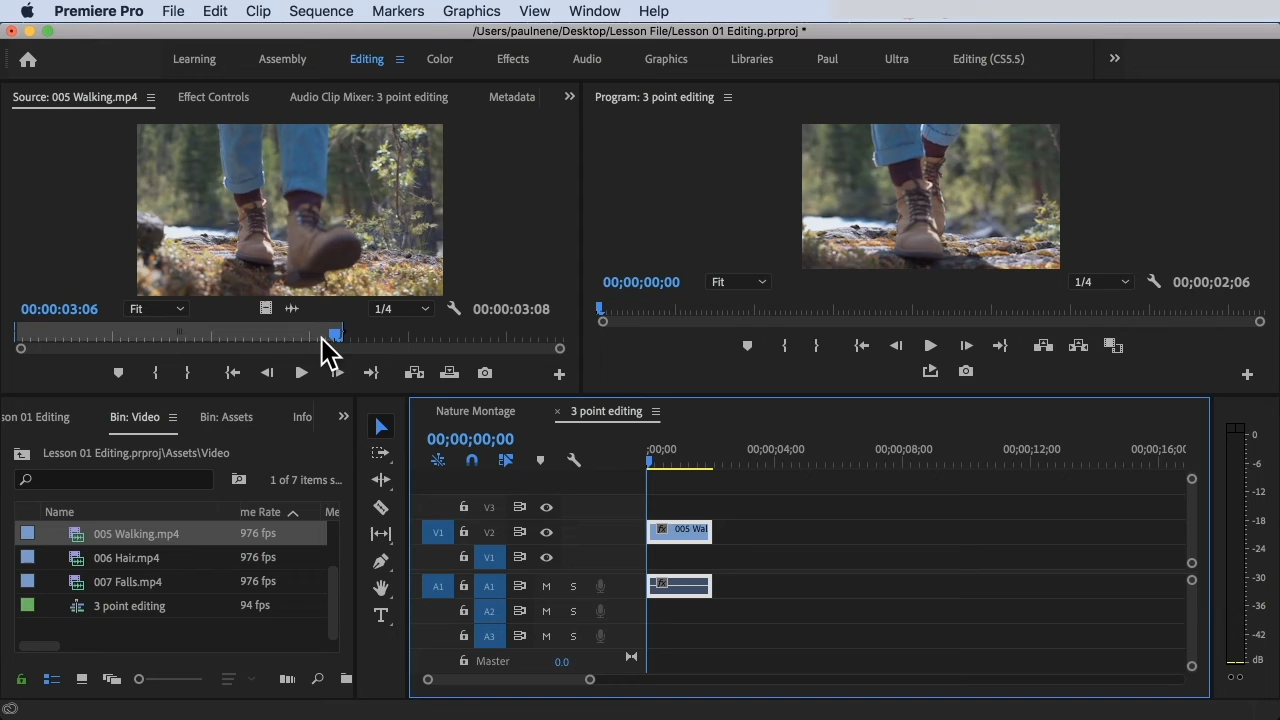 Premiere Pro File Edit Clip Sequence Markers Graphics View Window Help
/Users/paulnene/Desktop/Lesson File/Lesson 01 Editing.prproj *
Learning Assembly Editing Color Effects Audio Graphics Libraries Paul Ultra Editing (CS5.5)
Source: 005 Walking.mp4 Effect Controls Audio Clip Mixer: 3 point editing Metadata
Program: 3 point editing
00:00:03:06 Fit 1/4 00:00:03:08
00;00;00;00 Fit 1/4 00;00;02;06
son 01 Editing Bin: Video Bin: Assets Info
Lesson 01 Editing.prproj\Assets\Video
1 of 7 items s...
Name me Rate Me
005 Walking.mp4 976 fps
006 Hair.mp4 976 fps
007 Falls.mp4 976 fps
3 point editing 94 fps
Nature Montage × 3 point editing
00;00;00;00
;00;00 00;00;04;00 00;00;08;00 00;00;12;00 00;00;16;00
V3
V1 V2 fx 005 Wal
V1
A1 A1 M S fx
A2 M S
A3 M S
Master 0.0
0
-6
-12
-18
-24
-30
-36
-42
dB